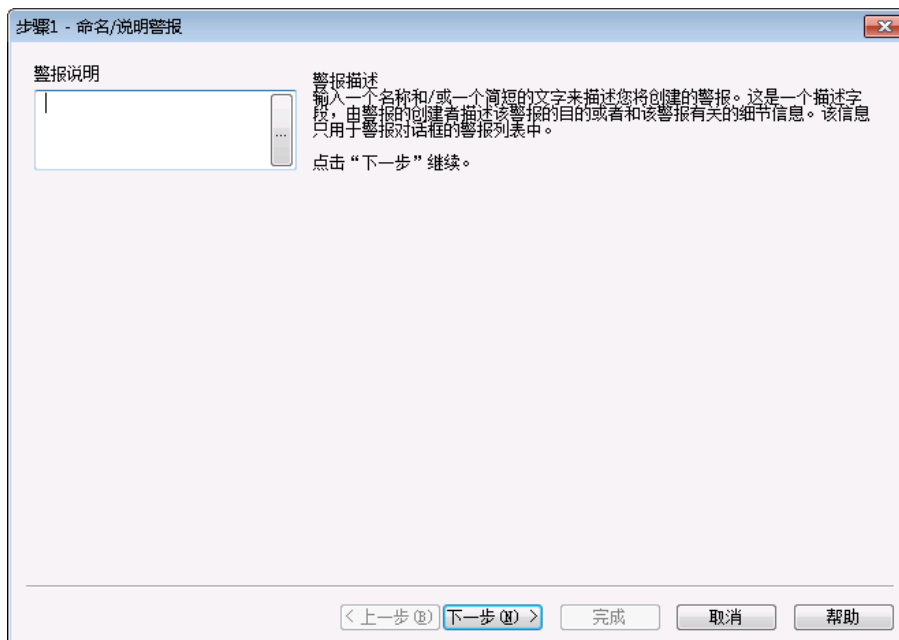 步骤1 - 命名/说明警报
警报说明
...
警报描述
输入一个名称和/或一个简短的文字来描述您将创建的警报。这是一个描述字
段，由警报的创建者描述该警报的目的或者和该警报有关的细节信息。该信息
只用于警报对话框的警报列表中。
点击“下一步”继续。
< 上一步(B) 下一步(N) > 完成 取消 帮助